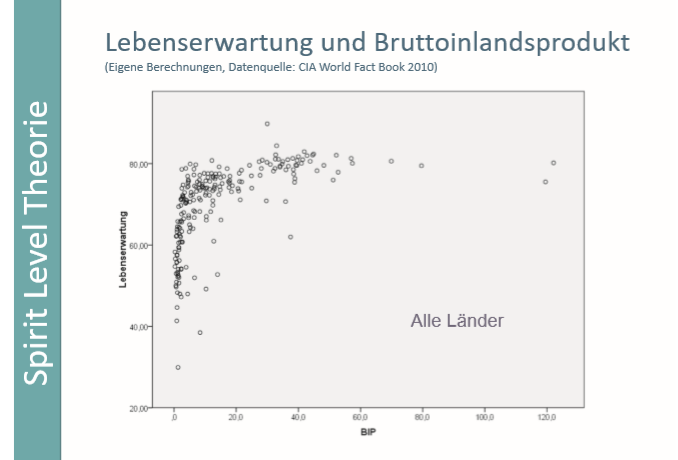 Spirit Level Theorie
Lebenserwartung und Bruttoinlandsprodukt
(Eigene Berechnungen, Datenquelle: CIA World Fact Book 2010)
Lebenserwartung
80,00
60,00
40,00
20,00
Alle Länder
,0 20,0 40,0 60,0 80,0 100,0 120,0
BIP